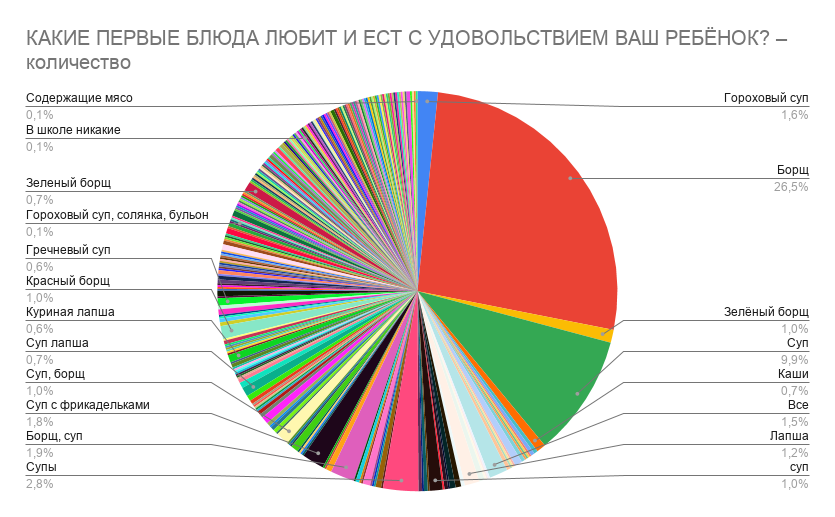 КАКИЕ ПЕРВЫЕ БЛЮДА ЛЮБИТ И ЕСТ С УДОВОЛЬСТВИЕМ ВАШ РЕБЁНОК? –
количество
Содержащие мясо
0,1%
В школе никакие
0,1%
Зеленый борщ
0,7%
Гороховый суп, солянка, бульон
0,1%
Гречневый суп
0,6%
Красный борщ
1,0%
Куриная лапша
0,6%
Суп лапша
0,7%
Суп, борщ
1,0%
Суп с фрикадельками
1,8%
Борщ, суп
1,9%
Супы
2,8%
Гороховый суп
1,6%
Борщ
26,5%
Зелёный борщ
1,0%
Суп
9,9%
Каши
0,7%
Все
1,5%
Лапша
1,2%
суп
1,0%